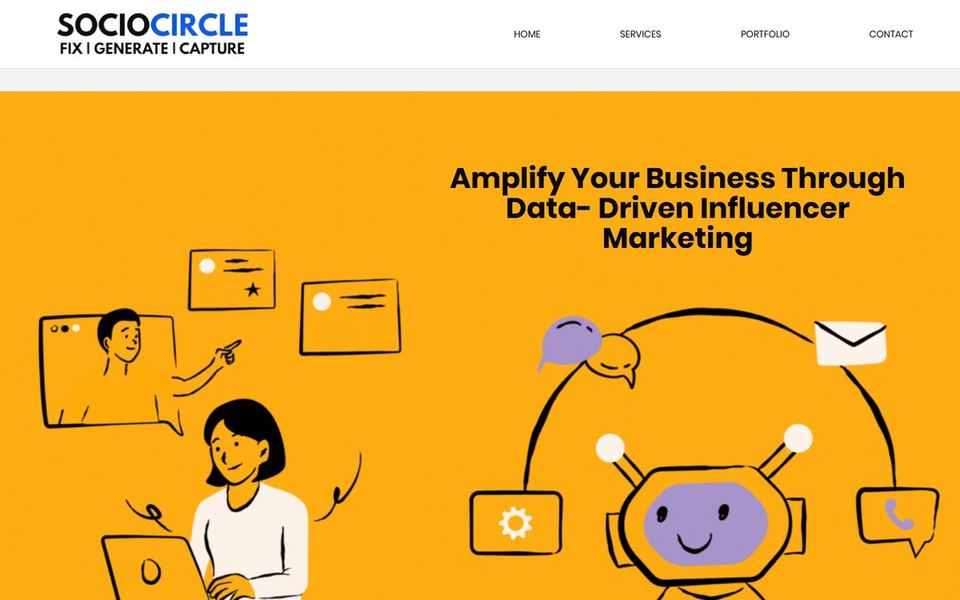 SOCIOCIRCLE
FIX | GENERATE | CAPTURE
HOME SERVICES PORTFOLIO CONTACT
Amplify Your Business Through
Data- Driven Influencer
Marketing